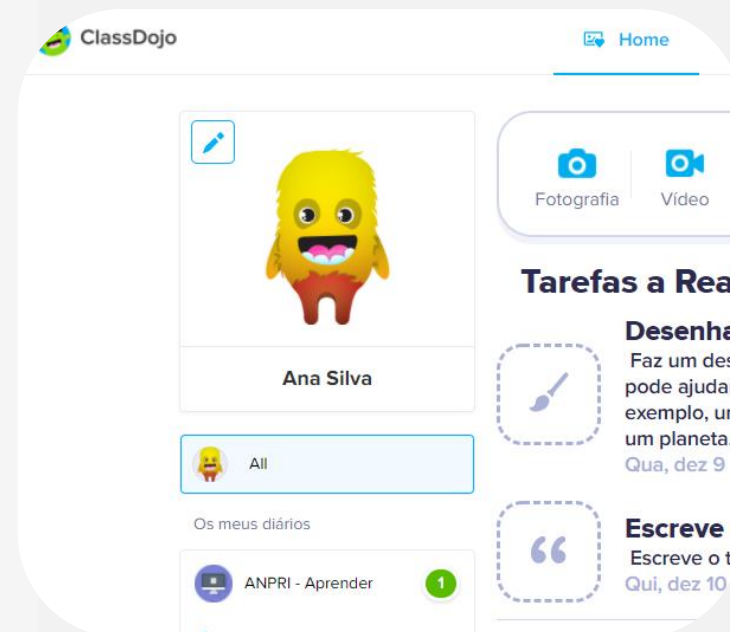 ClassDojo
Home
Fotografia
Vídeo
Ana Silva
All
Os meus diários
ANPRI - Aprender
1
Tarefas a Rea
Desenha
Faz um des
pode ajudar
exemplo, u
um planeta.
Qua, dez 9
Escreve
Escreve o t
Qui, dez 10